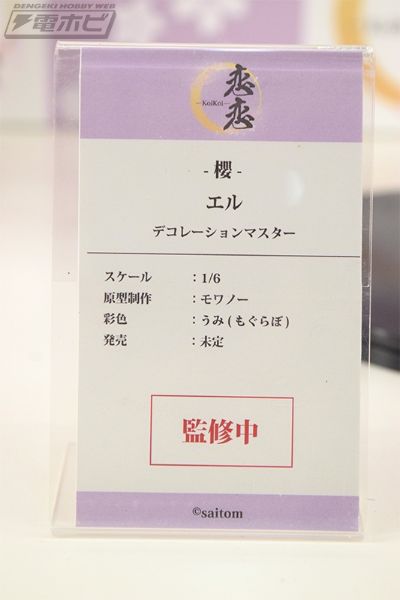 DENGEKI HOBBY WEB
電ホビ
恋恋
KoiKoi
- 櫻 -
エル
デコレーションマスター
スケール ：1/6
原型制作 ：モワノー
彩色 ：うみ ( もぐらぼ )
発売 ：未定
監修中
©saitom